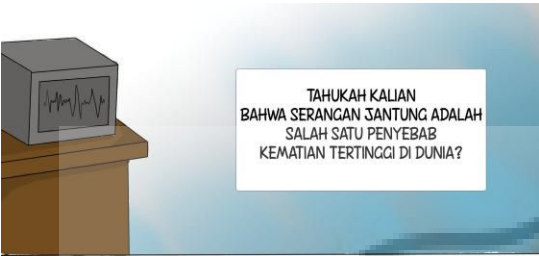 TAHUKAH KALIAN
BAHWA SERANGAN JANTUNG ADALAH
SALAH SATU PENYEBAB
KEMATIAN TERTINGGI DI DUNIA?